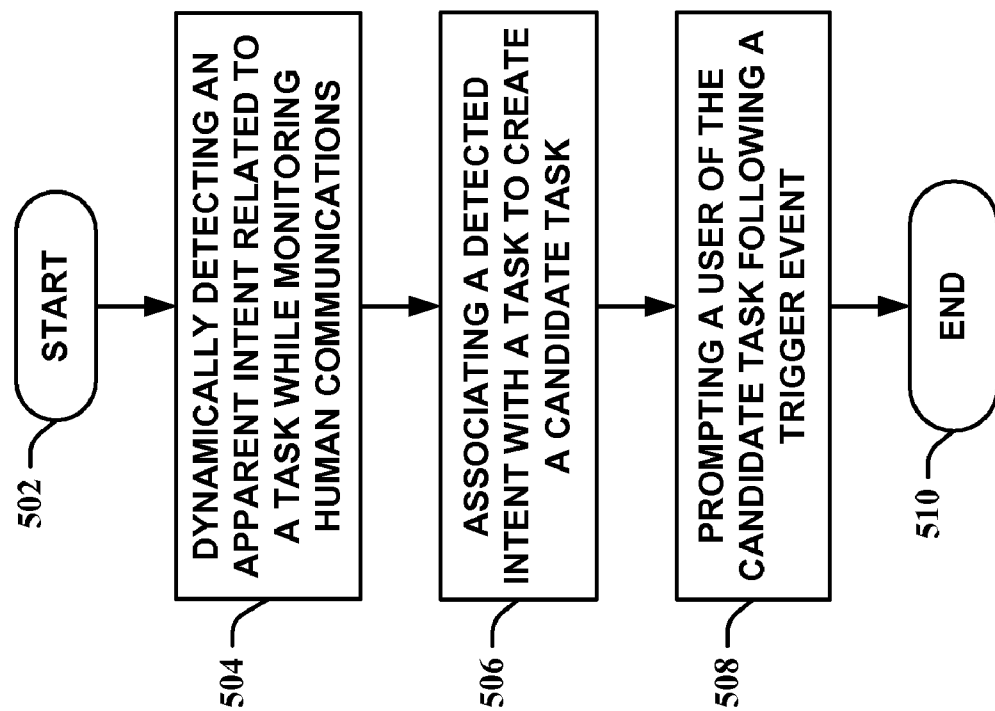 START
502
DYNAMICALLY DETECTING AN
APPARENT INTENT RELATED TO
A TASK WHILE MONITORING
HUMAN COMMUNICATIONS
504
ASSOCIATING A DETECTED
INTENT WITH A TASK TO CREATE
A CANDIDATE TASK
506
PROMPTING A USER OF THE
CANDIDATE TASK FOLLOWING A
TRIGGER EVENT
508
END
510